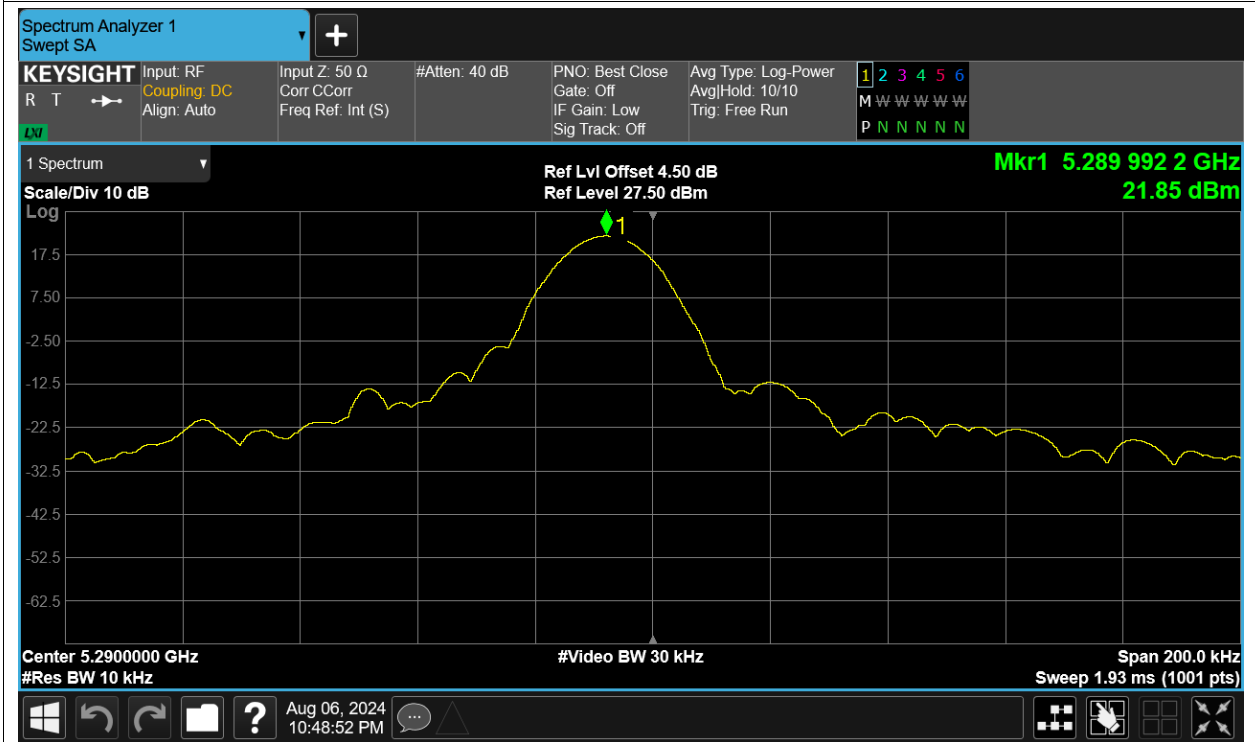 Spectrum Analyzer 1
Swept SA
KEYSIGHT
R T
LXI
Input: RF
Coupling: DC
Align: Auto
Input Z: 50 Ω
Corr CCorr
Freq Ref: Int (S)
#Atten: 40 dB
PNO: Best Close
Gate: Off
IF Gain: Low
Sig Track: Off
Avg Type: Log-Power
Avg|Hold: 10/10
Trig: Free Run
1 2 3 4 5 6
M W W W W W
P N N N N N
1 Spectrum
Scale/Div 10 dB
Ref Lvl Offset 4.50 dB
Ref Level 27.50 dBm
Mkr1 5.289 992 2 GHz
21.85 dBm
Log
1
17.5
7.50
-2.50
-12.5
-22.5
-32.5
-42.5
-52.5
-62.5
Center 5.2900000 GHz
#Res BW 10 kHz
#Video BW 30 kHz
Span 200.0 kHz
Sweep 1.93 ms (1001 pts)
?
Aug 06, 2024
10:48:52 PM